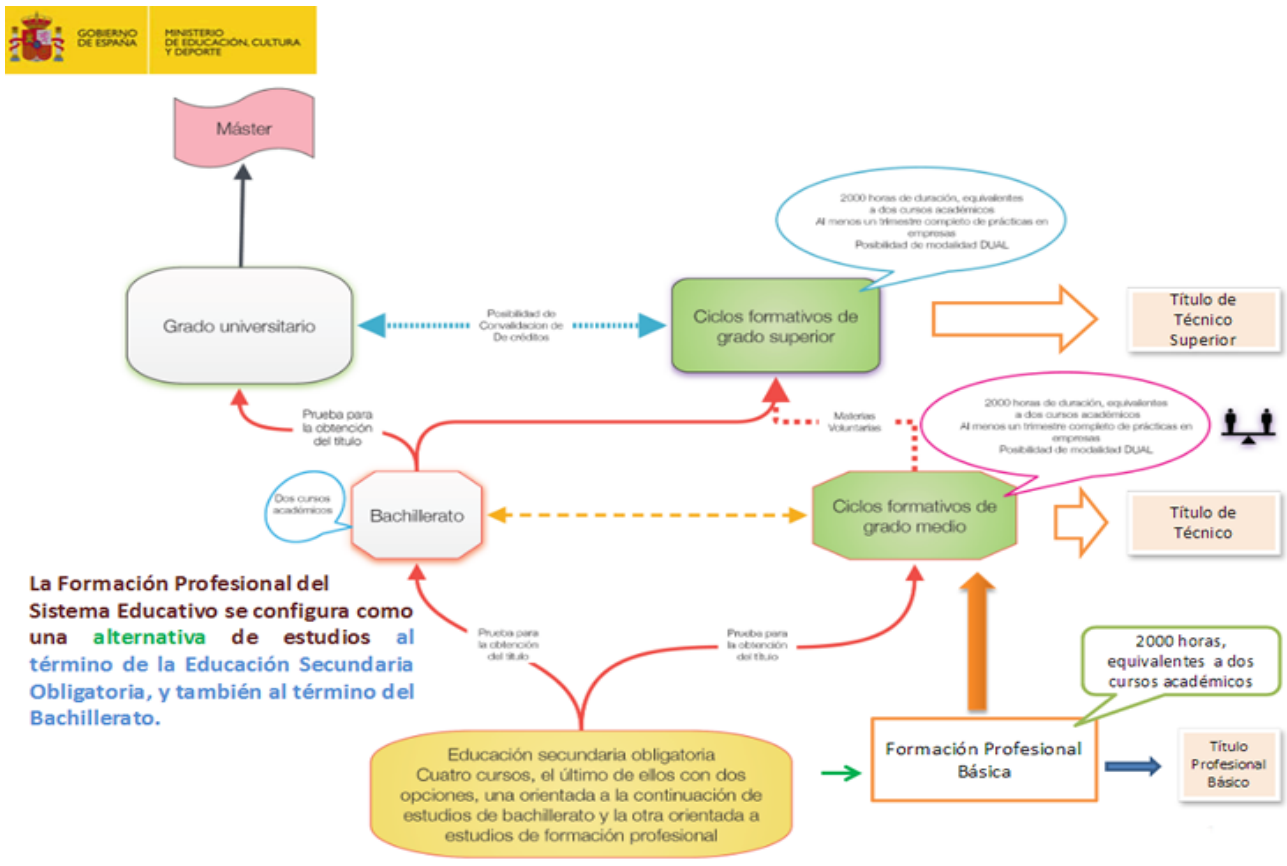 GOBIERNO
DE ESPAÑA
MINISTERIO
DE EDUCACIÓN, CULTURA
Y DEPORTE
Máster
2000 horas de duración, equivalentes
a dos cursos académicos
Al menos un trimestre completo de prácticas en
empresas
Posibilidad de modalidad DUAL
Grado universitario
Posibilidad de
Convalidacion de
De créditos
Ciclos formativos de
grado superior
Título de
Técnico
Superior
Prueba para
la obtención
del título
Materias
Voluntarias
2000 horas de duración, equivalentes
a dos cursos académicos
Al menos un trimestre completo de prácticas en
empresas
Posibilidad de modalidad DUAL
Dos cursos
académicos
Bachillerato
Ciclos formativos de
grado medio
Título de
Técnico
La Formación Profesional del
Sistema Educativo se configura como
una alternativa de estudios al
término de la Educación Secundaria
Obligatoria, y también al término del
Bachillerato.
Prueba para
la obtención
del título
Prueba para
la obtención
del título
2000 horas,
equivalentes a dos
cursos académicos
Educación secundaria obligatoria
Cuatro cursos, el último de ellos con dos
opciones, una orientada a la continuación de
estudios de bachillerato y la otra orientada a
estudios de formación profesional
Formación Profesional
Básica
Título
Profesional
Básico